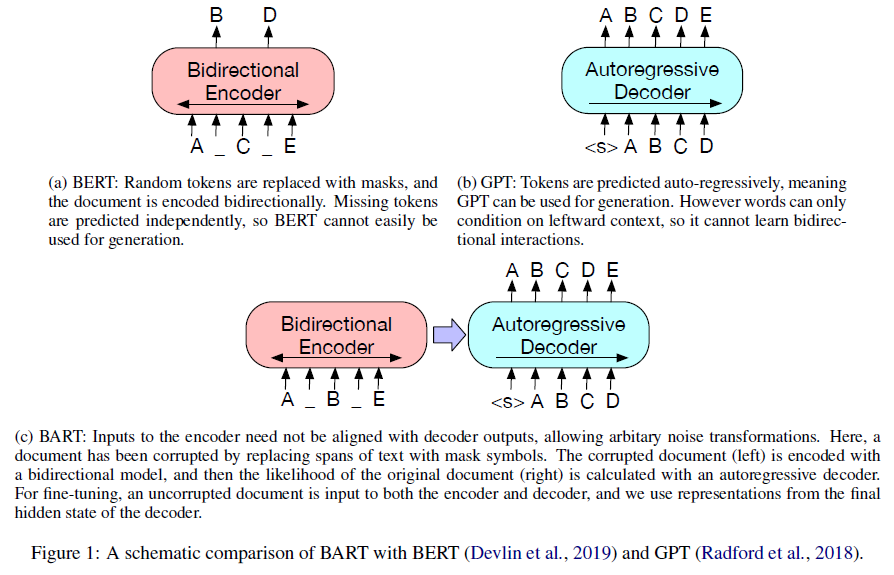 B D
Bidirectional
Encoder
A _ C _ E
A B C D E
Autoregressive
Decoder
<s> A B C D
(a) BERT: Random tokens are replaced with masks, and
the document is encoded bidirectionally. Missing tokens
are predicted independently, so BERT cannot easily be
used for generation.
(b) GPT: Tokens are predicted auto-regressively, meaning
GPT can be used for generation. However words can only
condition on leftward context, so it cannot learn bidirec-
tional interactions.
Bidirectional
Encoder
A _ B _ E
A B C D E
Autoregressive
Decoder
<s> A B C D
(c) BART: Inputs to the encoder need not be aligned with decoder outputs, allowing arbitary noise transformations. Here, a
document has been corrupted by replacing spans of text with mask symbols. The corrupted document (left) is encoded with
a bidirectional model, and then the likelihood of the original document (right) is calculated with an autoregressive decoder.
For fine-tuning, an uncorrupted document is input to both the encoder and decoder, and we use representations from the final
hidden state of the decoder.
Figure 1: A schematic comparison of BART with BERT (Devlin et al., 2019) and GPT (Radford et al., 2018).